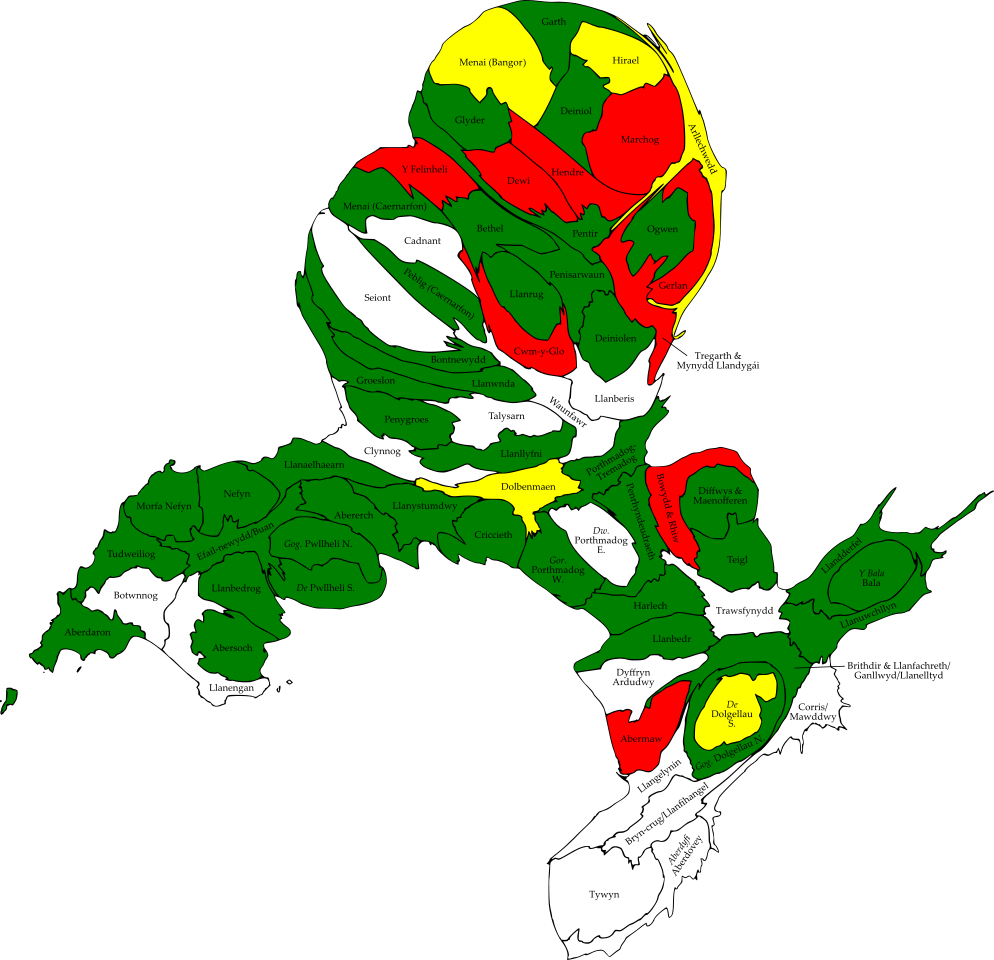 Garth
Menai (Bangor)
Hirael
Deiniol
Glyder
Marchog
Arllechwedd
Y Felinheli
Dewi
Hendre
Menai (Caernarfon)
Bethel
Pentir
Ogwen
Cadnant
Peblig (Caernarfon)
Penisarwaun
Seiont
Llanrug
Gerlan
Deiniolen
Cwm-y-Glo
Bontnewydd
Tregarth &
Mynydd Llandygái
Groeslon
Llanwnda
Llanberis
Waunfawr
Penygroes
Talysarn
Clynnog
Llanllyfni
Llanaelhaearn
Porthmadog
Tremadog
Dolbenmaen
Nefyn
Morfa Nefyn
Abererch
Llanystumdwy
Penrhyndeudraeth
Bowydd & Rhiw
Diffwys &
Maenofferen
Cricceth
Dw.
Porthmadog
E.
Efail-newydd/Buan
Gog. Pwllheli N.
Tudweiliog
Gor.
Porthmadog
W.
Teigl
Llandderfel
Y Bala
Bala
Botwnnog
Llanbedrog
De Pwllheli S.
Harlech
Trawsfynydd
Llanuwchllyn
Aberdaron
Abersoch
Llanbedr
Llanengan
Dyffryn
Ardudwy
Brithdir & Llanfachreth/
Ganllwyd/Llanelltyd
De
Dolgellau
S.
Corris/
Mawddwy
Abermaw
Gog. Dolgellau N.
Llangelynin
Bryn-crug/Llanfihangel
Aberdyfi
Aberdovey
Tywyn